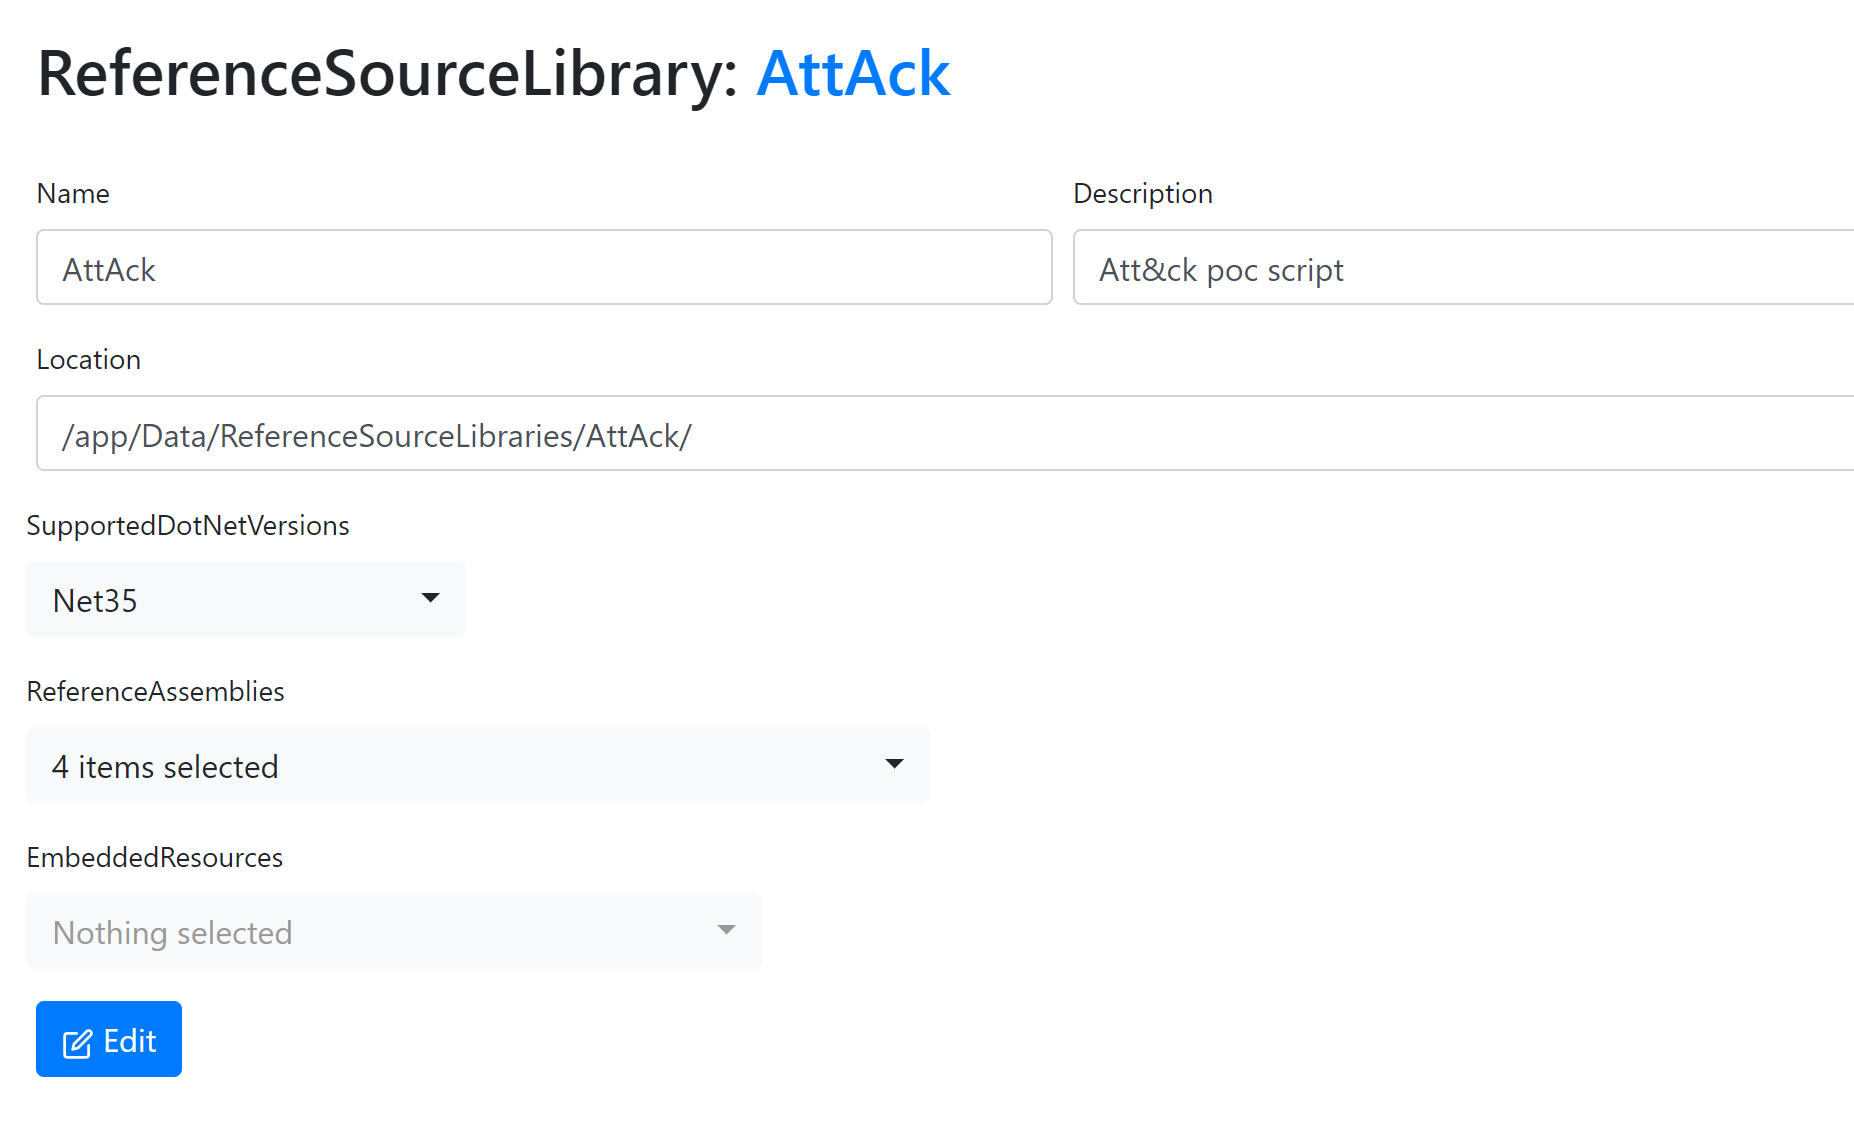 ReferenceSourceLibrary: AttAck
Name
Description
AttAck
Att&ck poc script
Location
/app/Data/ReferenceSourceLibraries/AttAck/
SupportedDotNetVersions
Net35
ReferenceAssemblies
4 items selected
EmbeddedResources
Nothing selected
Edit